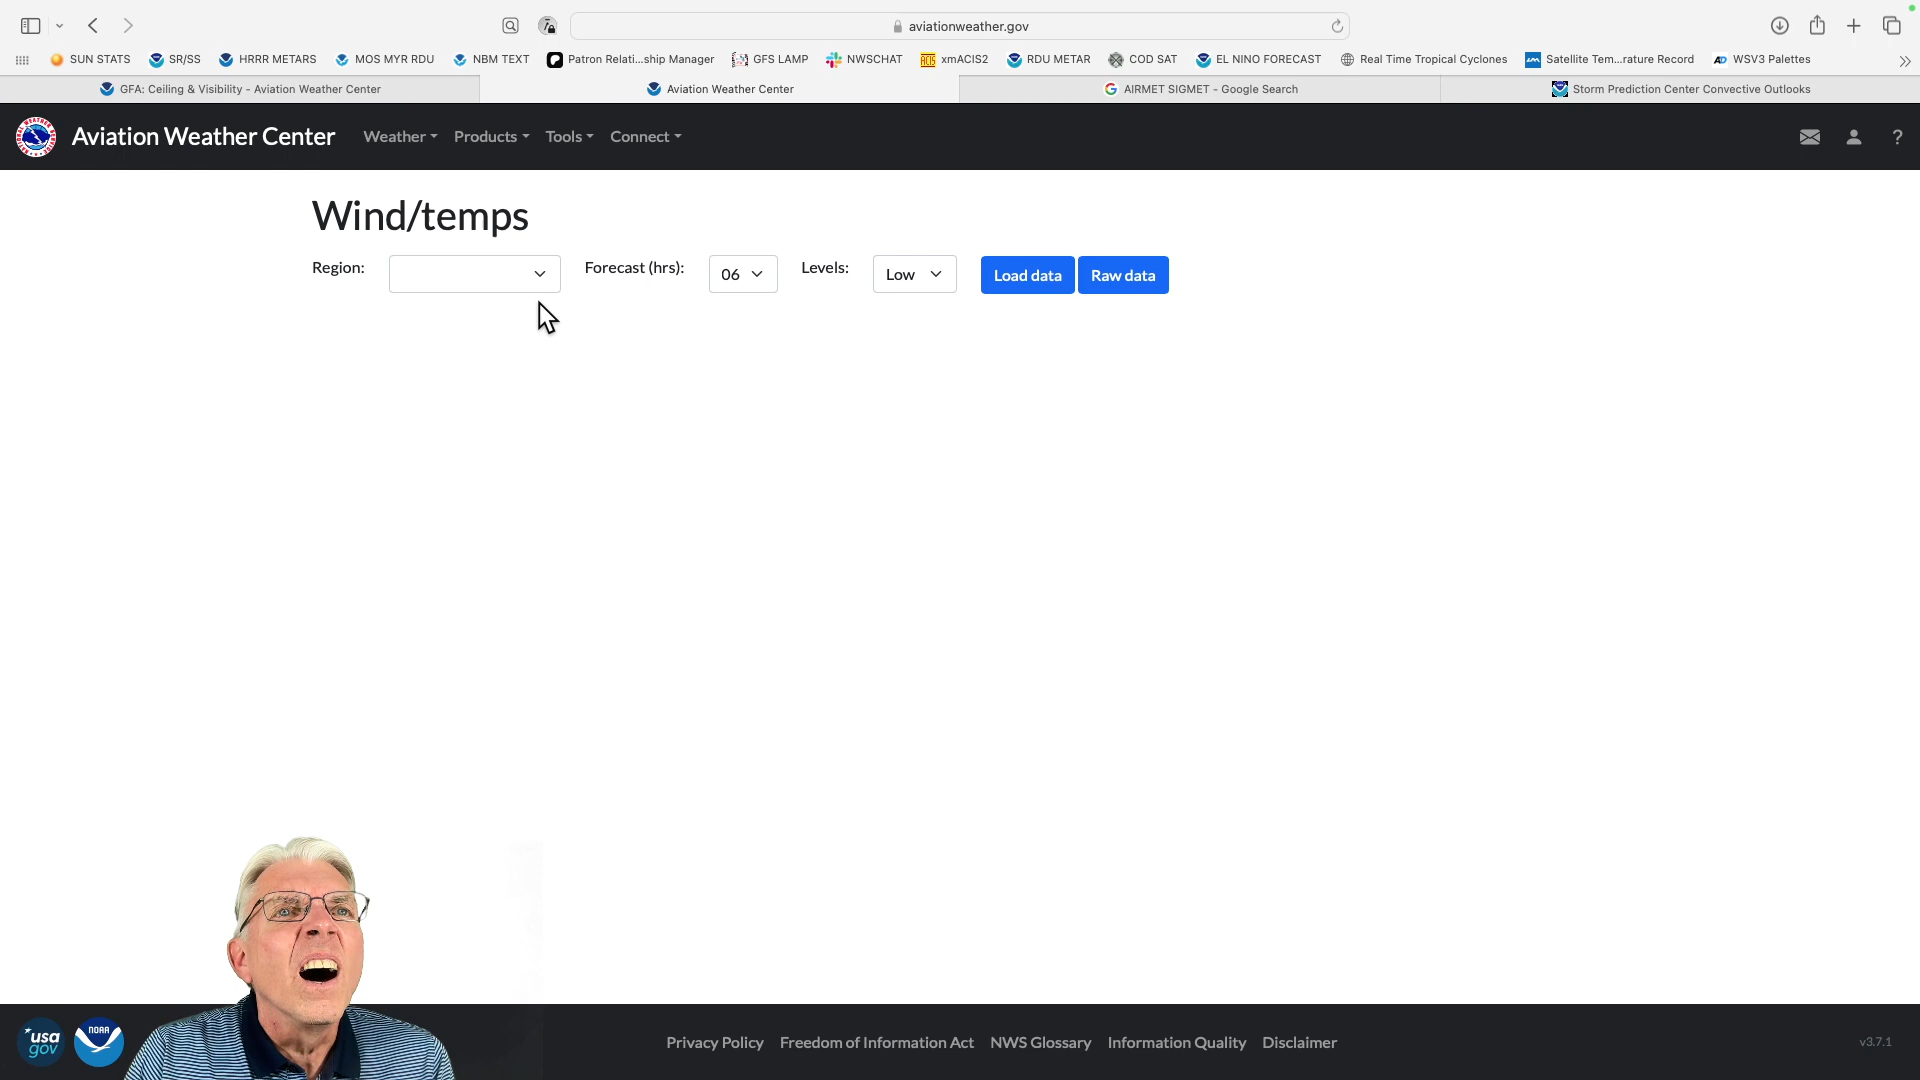 aviationweather.gov
SUN STATS SR/SS HRRR METARS MOS MYR RDU NBM TEXT Patron Relati...ship Manager GFS LAMP NWSCHAT ACIS xmACIS2 RDU METAR COD SAT EL NINO FORECAST Real Time Tropical Cyclones Satellite Tem...rature Record WSV3 Palettes
GFA: Ceiling & Visibility - Aviation Weather Center Aviation Weather Center AIRMET SIGMET - Google Search Storm Prediction Center Convective Outlooks
Aviation Weather Center Weather Products Tools Connect ?
Wind/temps
Region: Forecast (hrs): 06 Levels: Low Load data Raw data
usa gov NOAA Privacy Policy Freedom of Information Act NWS Glossary Information Quality Disclaimer v3.7.1